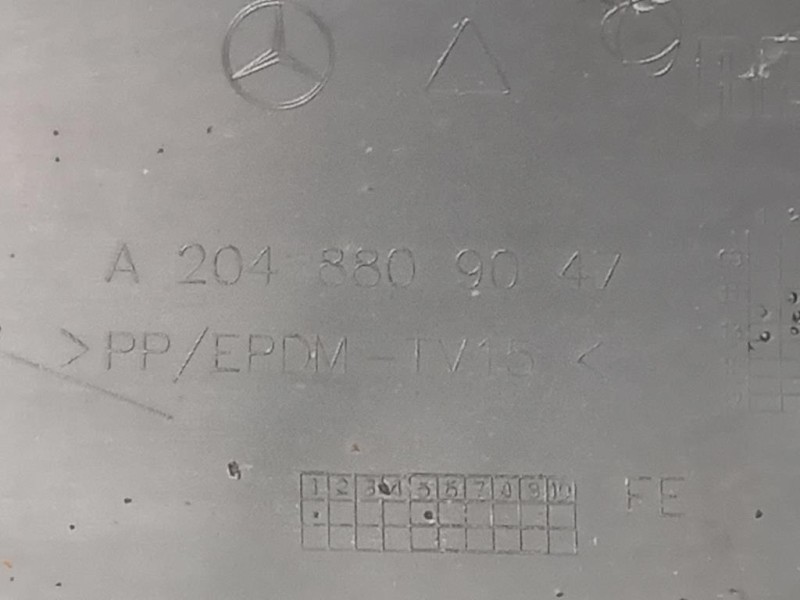 A 204 880 90 47
>PP/EPDM-TV15<
1 2 3 4 5 6 7 8 9 10
FE